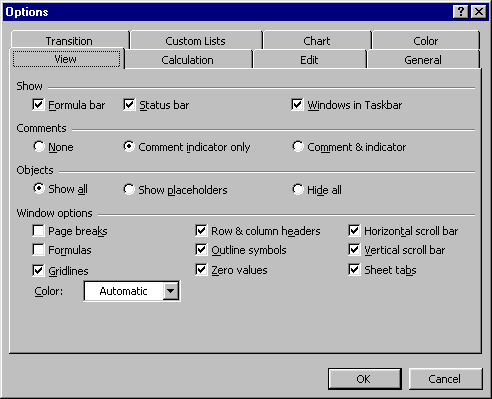 Options
Transition Custom Lists Chart Color
View Calculation Edit General
Show
Formula bar Status bar Windows in Taskbar
Comments
None Comment indicator only Comment & indicator
Objects
Show all Show placeholders Hide all
Window options
Page breaks Row & column headers Horizontal scroll bar
Formulas Outline symbols Vertical scroll bar
Gridlines Zero values Sheet tabs
Color: Automatic
OK Cancel